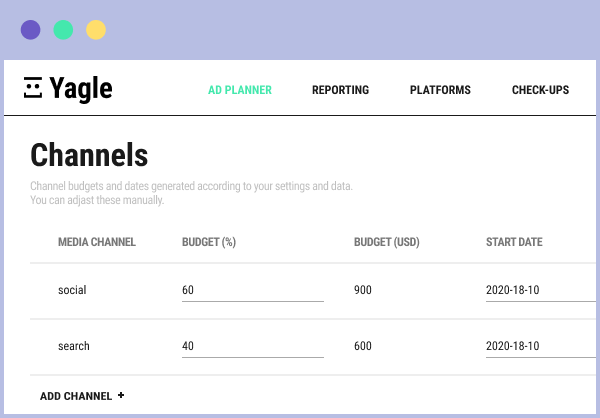 Yagle AD PLANNER REPORTING PLATFORMS CHECK-UPS
Channels
Channel budgets and dates generated according to your settings and data.
You can adjast these manually.
MEDIA CHANNEL BUDGET (%) BUDGET (USD) START DATE
social 60 900 2020-18-10
search 40 600 2020-18-10
ADD CHANNEL +